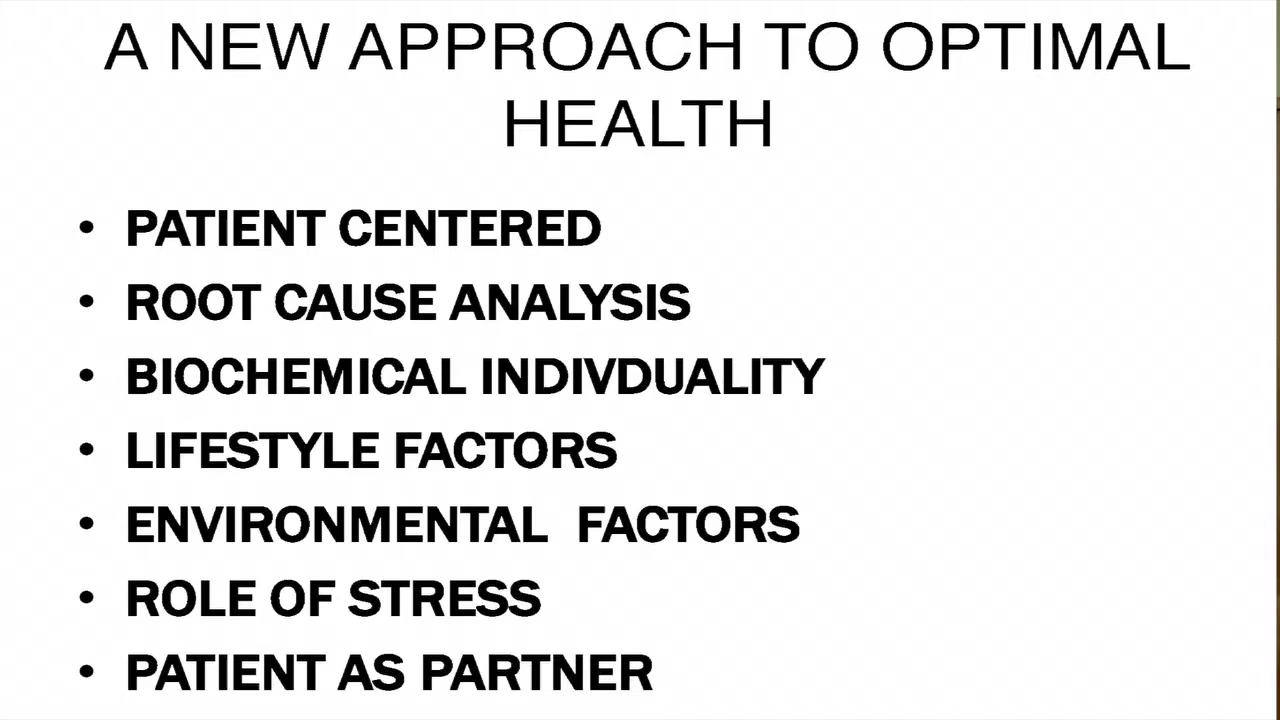 A NEW APPROACH TO OPTIMAL
HEALTH
• PATIENT CENTERED
• ROOT CAUSE ANALYSIS
• BIOCHEMICAL INDIVDUALITY
• LIFESTYLE FACTORS
• ENVIRONMENTAL  FACTORS
• ROLE OF STRESS
• PATIENT AS PARTNER